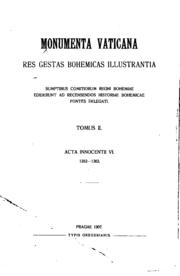 MONUMENTA VATICANA
RES GESTAS BOHEMICAS ILLUSTRANTIA
SUMPTIBUS COMITIORUM REGNI BOHEMIAE
EDIDERUNT AD RECENSENDOS HISTORIAE BOHEMICAE
FONTES DELEGATI.
TOMUS II.
ACTA INNOCENTII VI.
1352–1362.
PRAGAE 1907.
TYPIS GREGERIANIS.